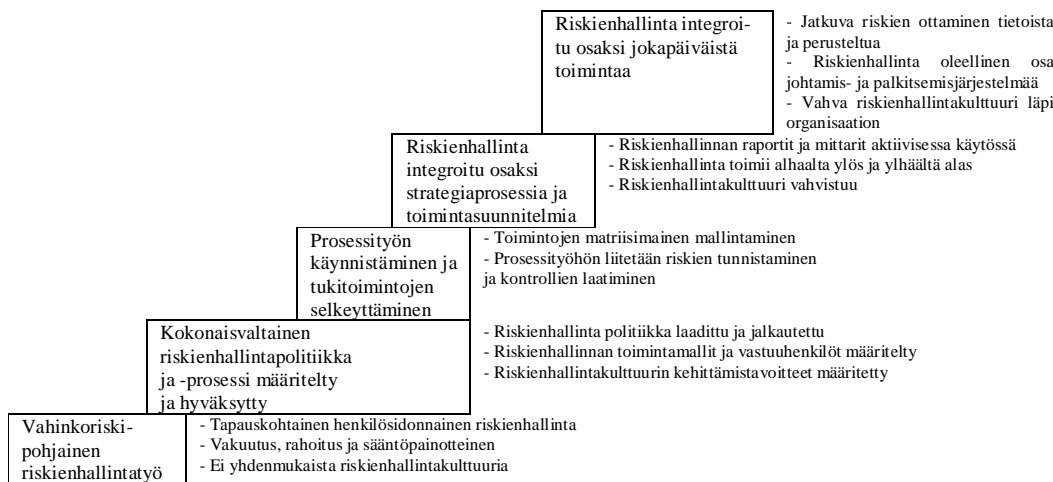 Riskienhallinta integroi-
tu osaksi jokapäiväistä
toimintaa
- Jatkuva riskien ottaminen tietoista
ja perusteltua
- Riskienhallinta oleellinen osa
johtamis- ja palkitsemisjärjestelmää
- Vahva riskienhallintakulttuuri läpi
organisaation
Riskienhallinta
integroitu osaksi
strategiaprosessia ja
toimintasuunnitelmia
- Riskienhallinnan raportit ja mittarit aktiivisessa käytössä
- Riskienhallinta toimii alhaalta ylös ja ylhäältä alas
- Riskienhallintakulttuuri vahvistuu
Prosessityön
käynnistäminen ja
tukitoimintojen
selkeyttäminen
- Toimintojen matriisimainen mallintaminen
- Prosessityöhön liitetään riskien tunnistaminen
ja kontrollien laatiminen
Kokonaisvaltainen
riskienhallintapolitiikka
ja -prosessi määritelty
ja hyväksytty
- Riskienhallinta politiikka laadittu ja jalkautettu
- Riskienhallinnan toimintamallit ja vastuuhenkilöt määritelty
- Riskienhallintakulttuurin kehittämistavoitteet määritetty
Vahinkoriski-
pohjainen
riskienhallintatyö
- Tapauskohtainen henkilösidonnainen riskienhallinta
- Vakuutus, rahoitus ja sääntöpainotteinen
- Ei yhdenmukaista riskienhallintakulttuuria